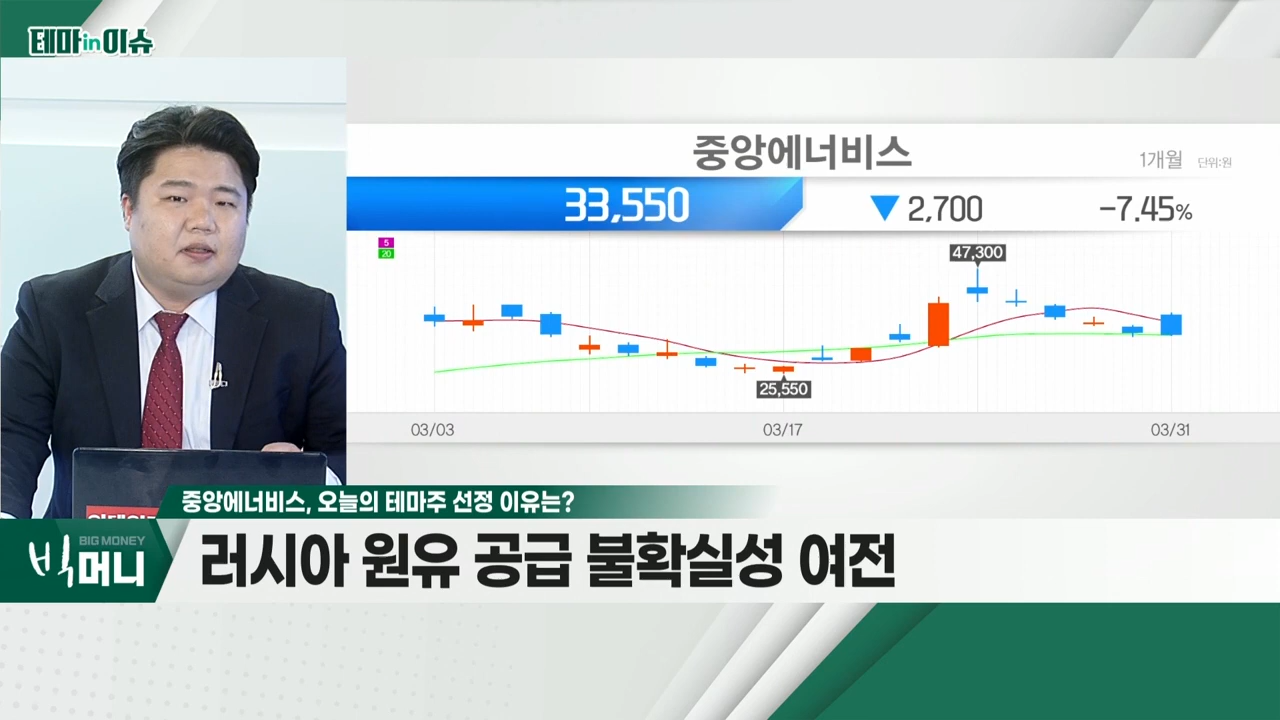 테마in이슈
중앙에너비스
1개월 단위:원
33,550 ▼ 2,700 -7.45%
5
20
47,300
25,550
03/03 03/17 03/31
중앙에너비스, 오늘의 테마주 선정 이유는?
BIG MONEY
빅머니
러시아 원유 공급 불확실성 여전